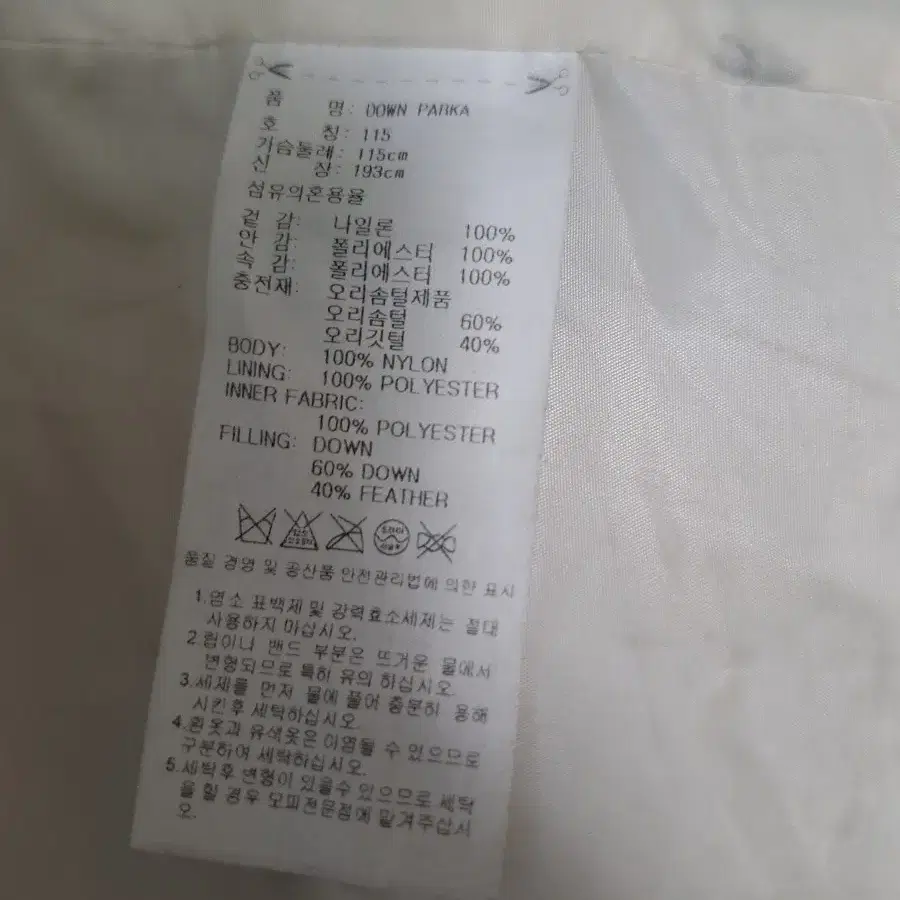 품 명: DOWN PARKA
호 칭: 115
가슴둘레: 115cm
신 장: 193cm
섬유의혼용율
겉 감: 나일론 100%
안 감: 폴리에스터 100%
속 감: 폴리에스터 100%
충전재: 오리솜털제품
오리솜털 60%
오리깃털 40%
BODY: 100% NYLON
LINING: 100% POLYESTER
INNER FABRIC:
100% POLYESTER
FILLING: DOWN
60% DOWN
40% FEATHER
드라이
품질 경영 및 공산품 안전관리법에 의한 표시
1.염소 표백제 및 강력효소세제는 절대
사용하지 마십시오.
2.험이나 밴드 부분은 뜨거운 물에서
변형되므로 특히 유의 하십시오.
3.세제를 먼저 물에 풀어 충분히 용해
시킨후 세탁하십시오.
4.흰옷과 유색옷은 이염될 수 있으므로
구분하여 세탁하십시오.
5.세탁후 변형이 있을수 있으므로 세탁
을할 경우 모피전문점에 맡겨주십시
오.